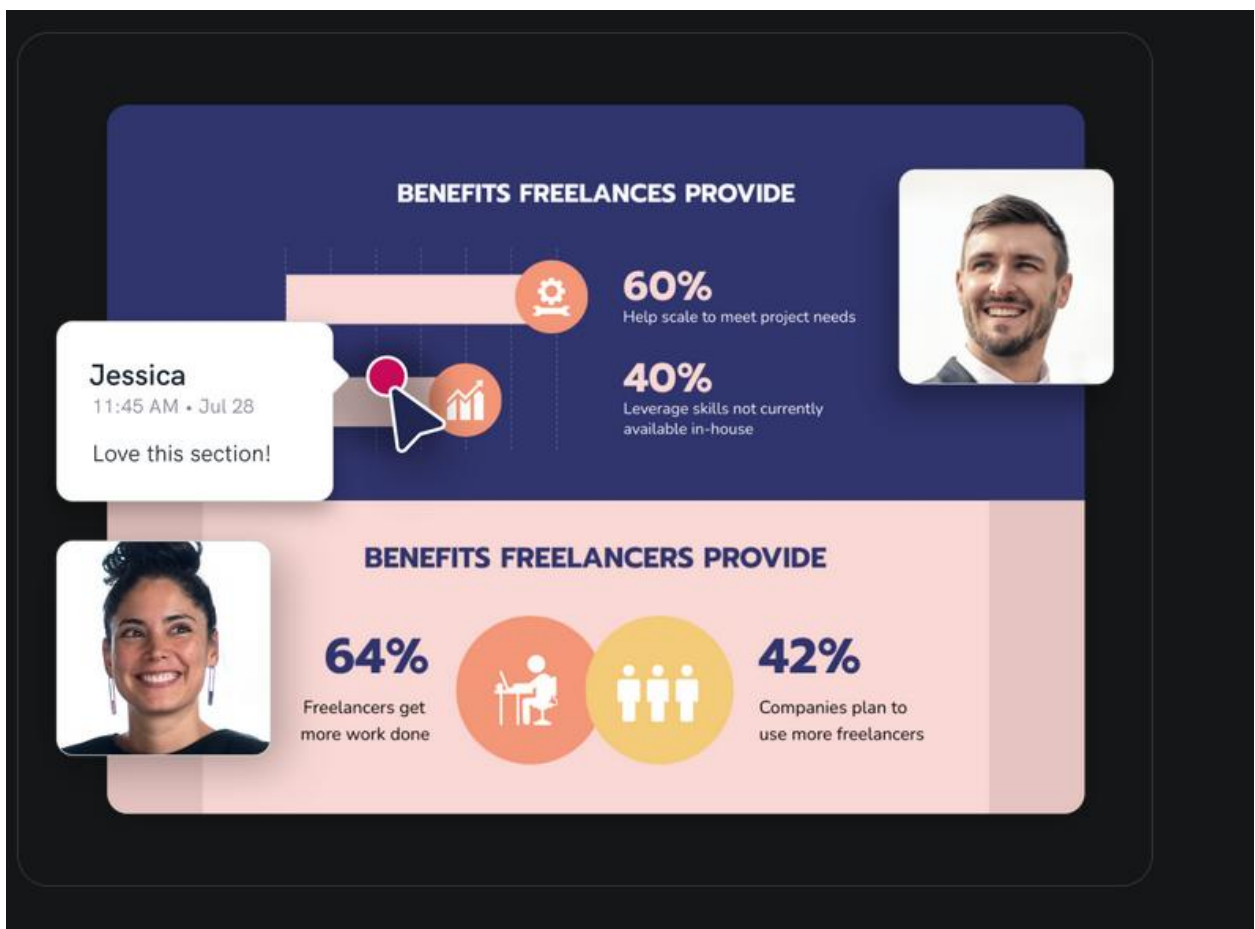 BENEFITS FREELANCES PROVIDE
60%
Help scale to meet project needs
40%
Leverage skills not currently
available in-house
Jessica
11:45 AM • Jul 28
Love this section!
BENEFITS FREELANCERS PROVIDE
64%
Freelancers get
more work done
42%
Companies plan to
use more freelancers